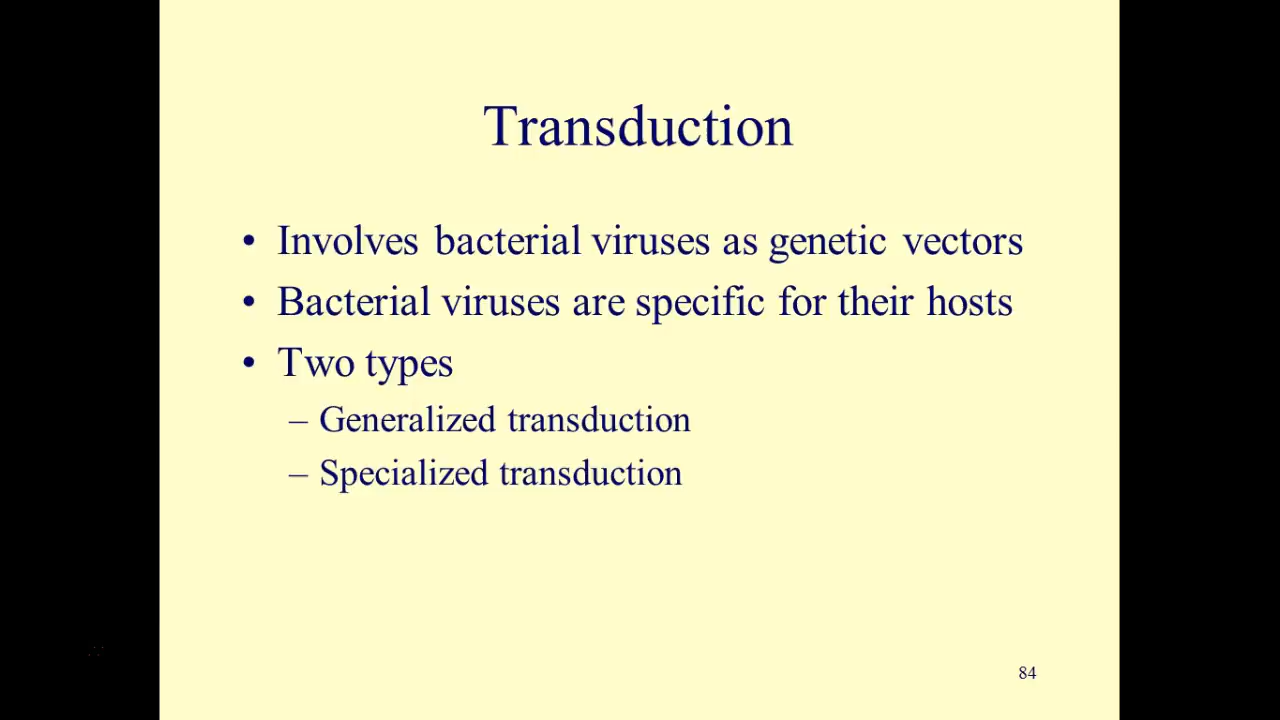 Transduction
• Involves bacterial viruses as genetic vectors
• Bacterial viruses are specific for their hosts
• Two types
– Generalized transduction
– Specialized transduction
84